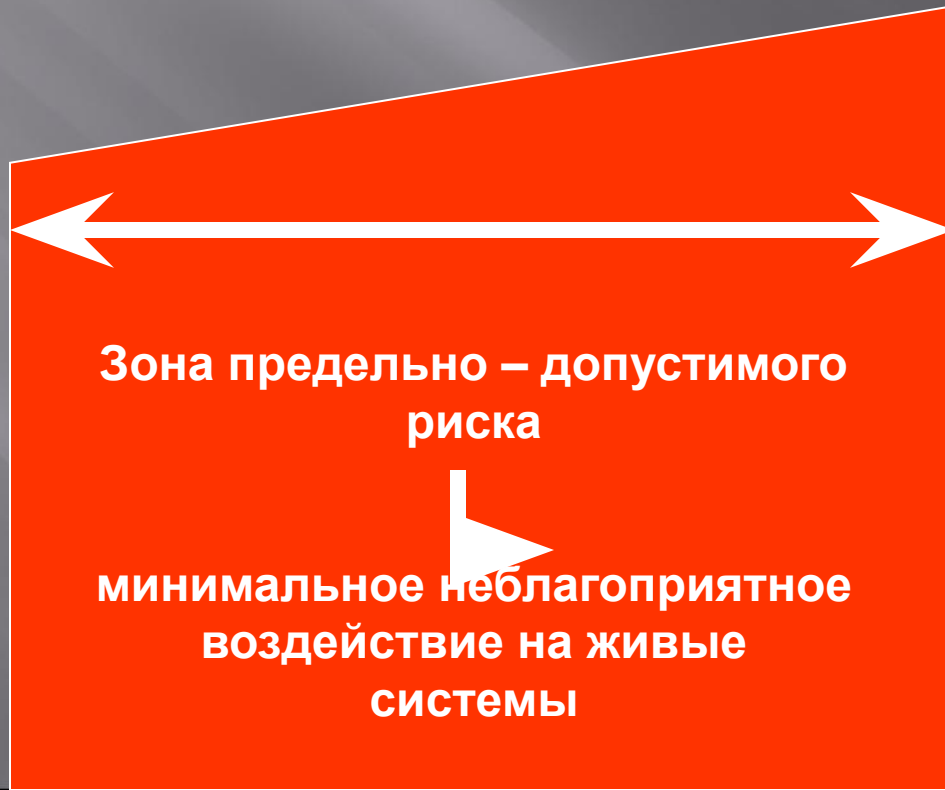 Зона предельно – допустимого
риска
минимальное неблагоприятное
воздействие на живые
системы